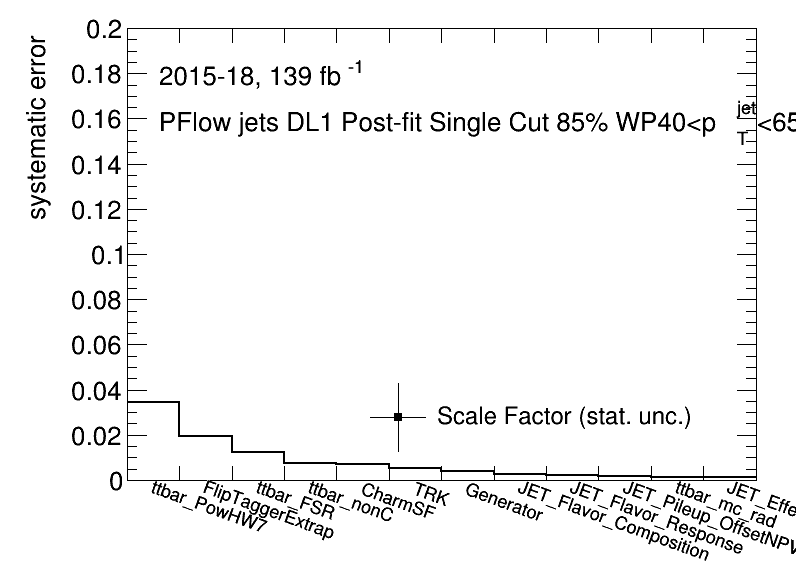 systematic error
0.2
0.18
0.16
0.14
0.12
0.1
0.08
0.06
0.04
0.02
0
2015-18, 139 fb -1
PFlow jets DL1 Post-fit Single Cut 85% WP40<p jet T <65
Scale Factor (stat. unc.)
ttbar_PowHW7
FlipTaggerExtrap
ttbar_FSR
ttbar_nonC
CharmSF
TRK
Generator
JET_Flavor_Composition
JET_Flavor_Response
JET_Pileup_OffsetNPV
ttbar_mc_rad
JET_Effe